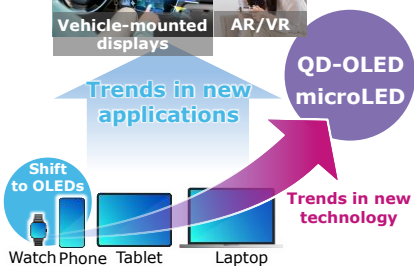 Vehicle-mounted
displays
AR/VR
QD-OLED
microLED
Trends in new
applications
Shift
to OLEDs
Trends in new
technology
Watch Phone Tablet Laptop